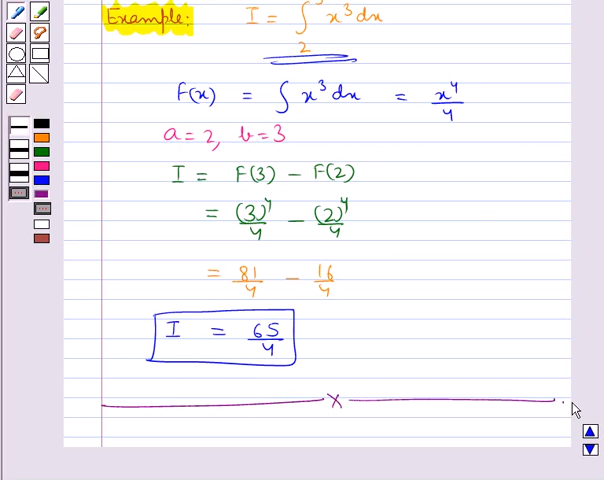 Example: I = ∫₂³ x³ dx
F(x) = ∫ x³ dx = x⁴/4
a = 2, b = 3
I = F(3) − F(2)
= (3)⁴/4 − (2)⁴/4
= 81/4 − 16/4
I = 65/4
X